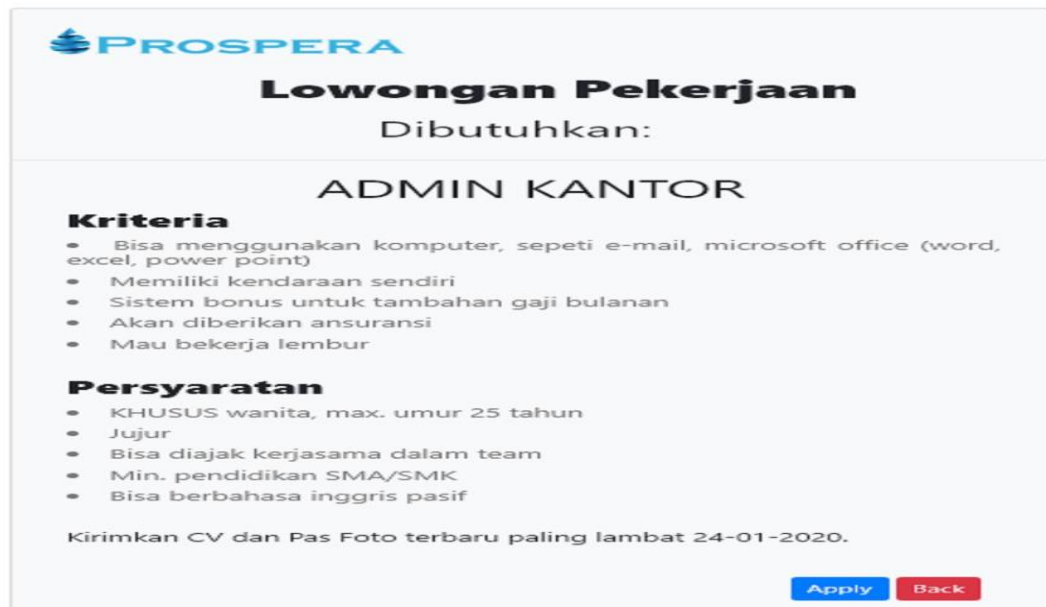 PROSPERA
Lowongan Pekerjaan
Dibutuhkan:
ADMIN KANTOR
Kriteria
• Bisa menggunakan komputer, sepeti e-mail, microsoft office (word,
excel, power point)
• Memiliki kendaraan sendiri
• Sistem bonus untuk tambahan gaji bulanan
• Akan diberikan ansuransi
• Mau bekerja lembur
Persyaratan
• KHUSUS wanita, max. umur 25 tahun
• Jujur
• Bisa diajak kerjasama dalam team
• Min. pendidikan SMA/SMK
• Bisa berbahasa inggris pasif
Kirimkan CV dan Pas Foto terbaru paling lambat 24-01-2020.
Apply Back